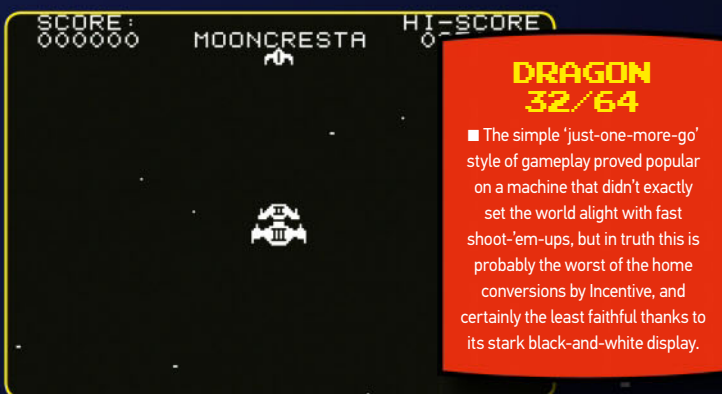 SCORE:
000000
MOONCRESTA
HI-SCORE
I
II
III
DRAGON
32/64
■ The simple ‘just-one-more-go’
style of gameplay proved popular
on a machine that didn’t exactly
set the world alight with fast
shoot-’em-ups, but in truth this is
probably the worst of the home
conversions by Incentive, and
certainly the least faithful thanks to
its stark black-and-white display.